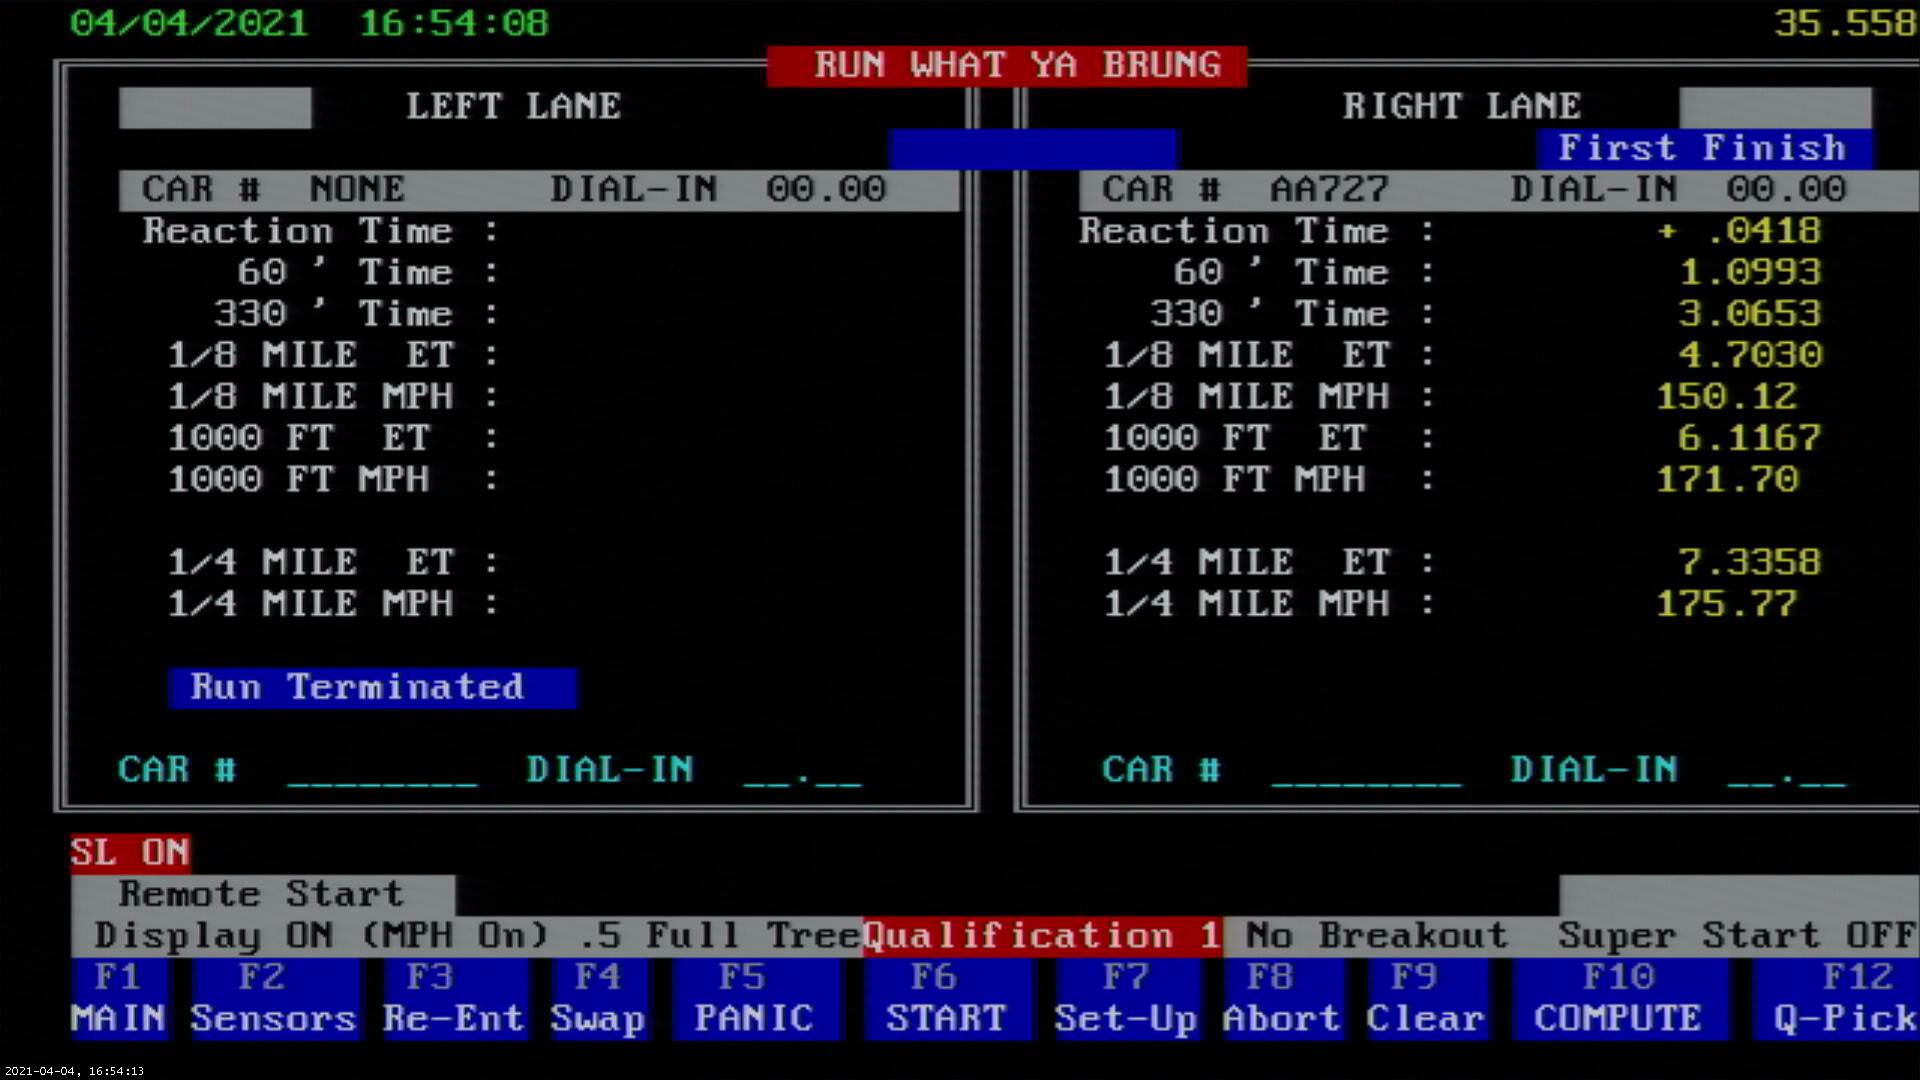 04/04/2021 16:54:08 35.558
RUN WHAT YA BRUNG
LEFT LANE RIGHT LANE
First Finish
CAR # NONE DIAL-IN 00.00 CAR # AA727 DIAL-IN 00.00
Reaction Time : Reaction Time : + .0418
60 ' Time : 60 ' Time : 1.0993
330 ' Time : 330 ' Time : 3.0653
1/8 MILE ET : 1/8 MILE ET : 4.7030
1/8 MILE MPH : 1/8 MILE MPH : 150.12
1000 FT ET : 1000 FT ET : 6.1167
1000 FT MPH : 1000 FT MPH : 171.70
1/4 MILE ET : 1/4 MILE ET : 7.3358
1/4 MILE MPH : 1/4 MILE MPH : 175.77
Run Terminated
CAR # ________ DIAL-IN __.__ CAR # ________ DIAL-IN __.__
SL ON
Remote Start
Display ON (MPH On) .5 Full Tree Qualification 1 No Breakout Super Start OFF
F1 F2 F3 F4 F5 F6 F7 F8 F9 F10 F12
MAIN Sensors Re-Ent Swap PANIC START Set-Up Abort Clear COMPUTE Q-Pick
2021-04-04, 16:54:13